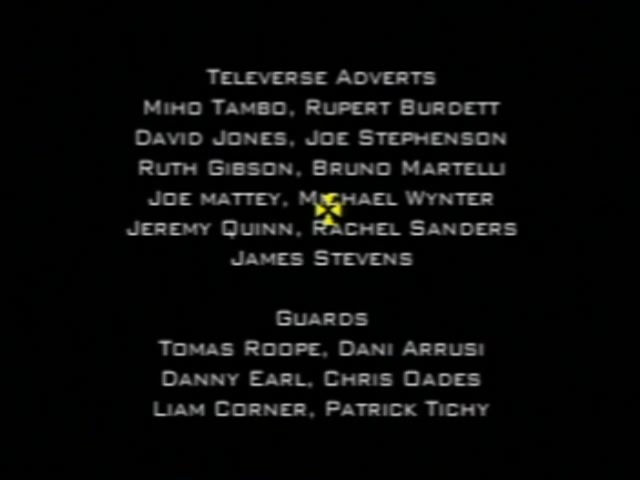 Televerse Adverts
Miho Tambo, Rupert Burdett
David Jones, Joe Stephenson
Ruth Gibson, Bruno Martelli
Joe mattey, Michael Wynter
Jeremy Quinn, Rachel Sanders
James Stevens
Guards
Tomas Roope, Dani Arrusi
Danny Earl, Chris Oades
Liam Corner, Patrick Tichy